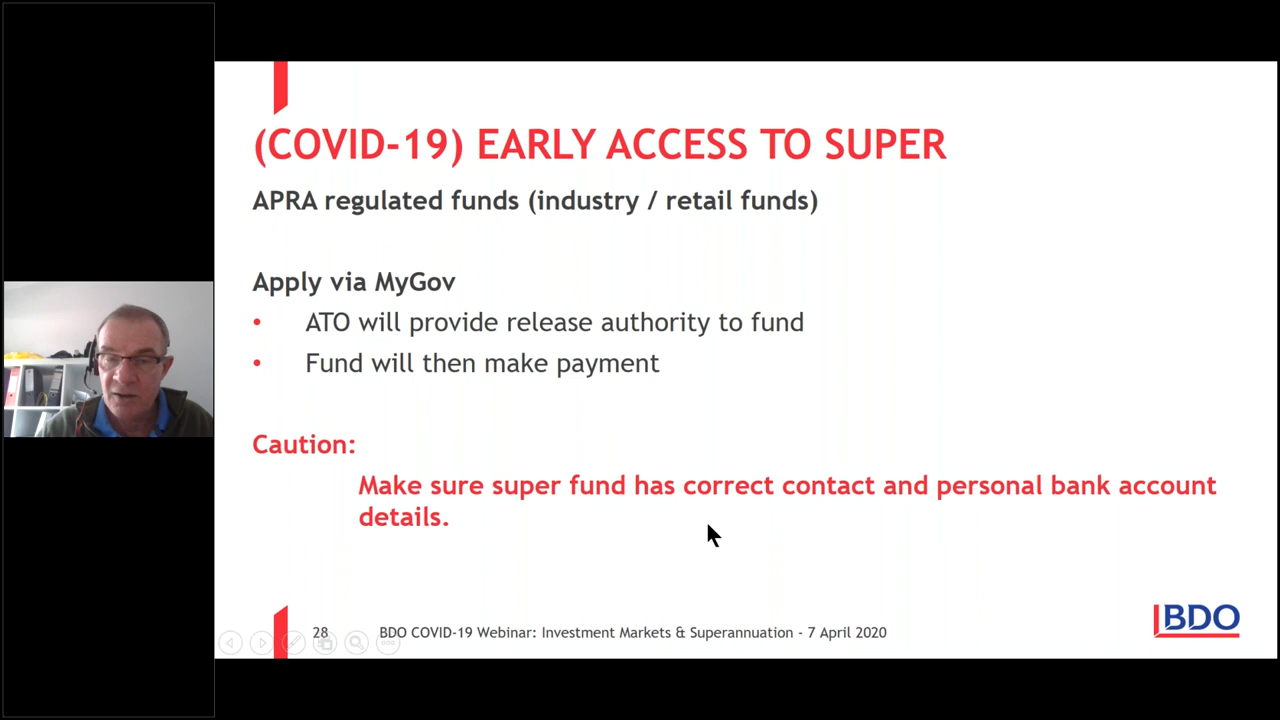 (COVID-19) EARLY ACCESS TO SUPER
APRA regulated funds (industry / retail funds)
Apply via MyGov
• ATO will provide release authority to fund
• Fund will then make payment
Caution:
Make sure super fund has correct contact and personal bank account
details.
28 BDO COVID-19 Webinar: Investment Markets & Superannuation - 7 April 2020
BDO